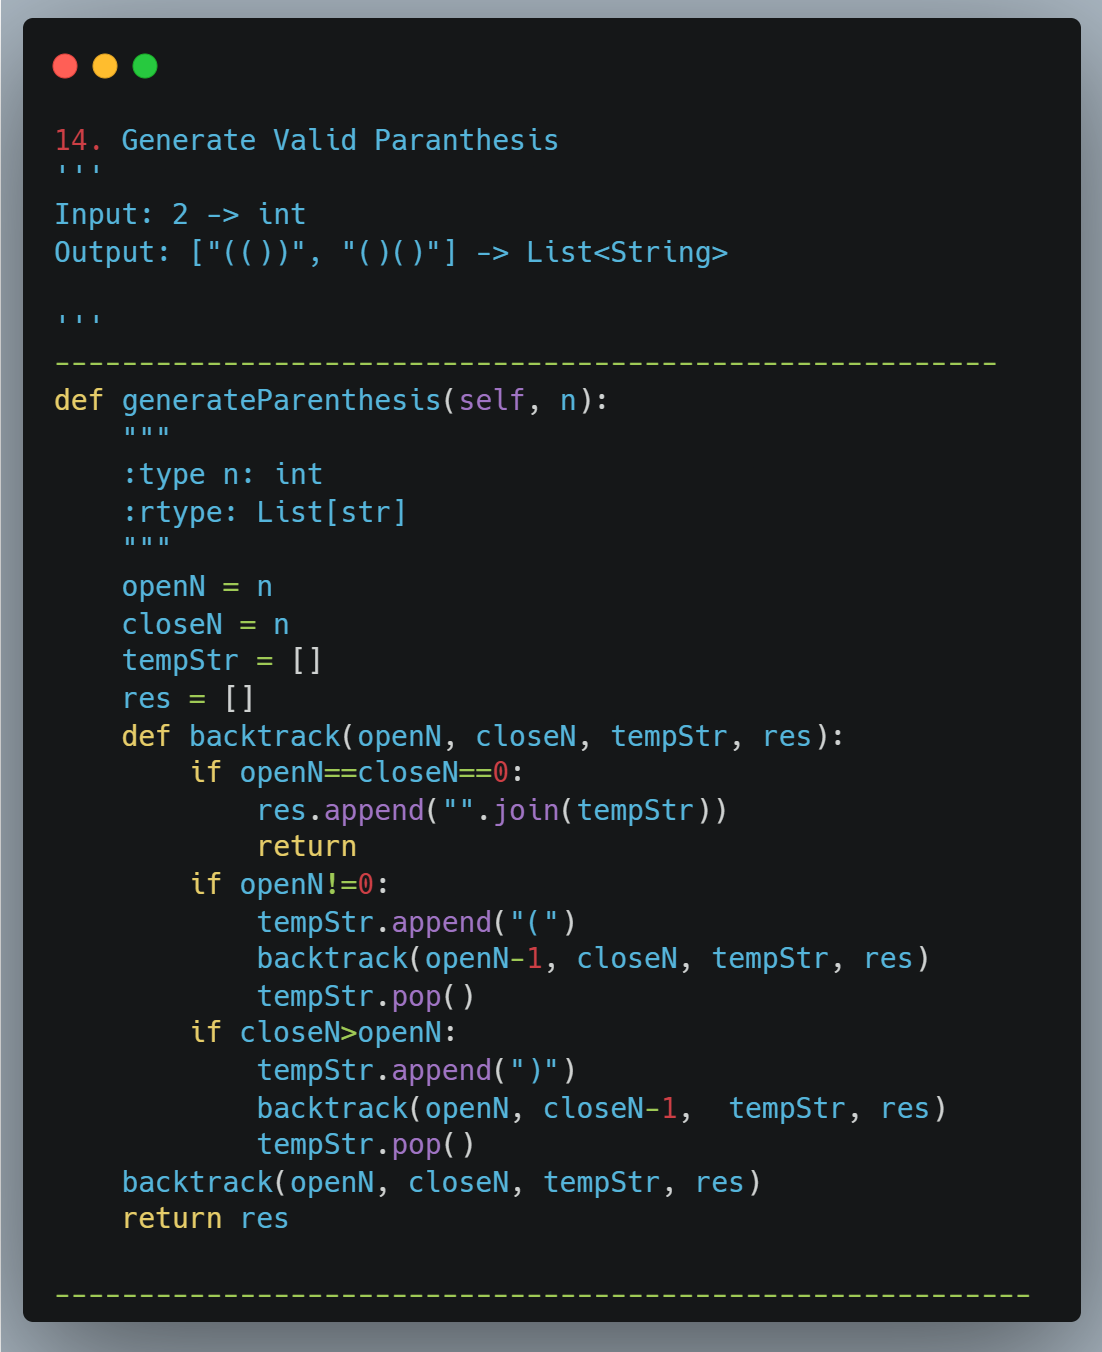 14. Generate Valid Paranthesis
'''
Input: 2 -> int
Output: ["(())", "()()"] -> List<String>
'''
--------------------------------------------------------
def generateParenthesis(self, n):
    """
    :type n: int
    :rtype: List[str]
    """
    openN = n
    closeN = n
    tempStr = []
    res = []
    def backtrack(openN, closeN, tempStr, res):
        if openN==closeN==0:
            res.append("".join(tempStr))
            return
        if openN!=0:
            tempStr.append("(")
            backtrack(openN-1, closeN, tempStr, res)
            tempStr.pop()
        if closeN>openN:
            tempStr.append(")")
            backtrack(openN, closeN-1,  tempStr, res)
            tempStr.pop()
    backtrack(openN, closeN, tempStr, res)
    return res
----------------------------------------------------------